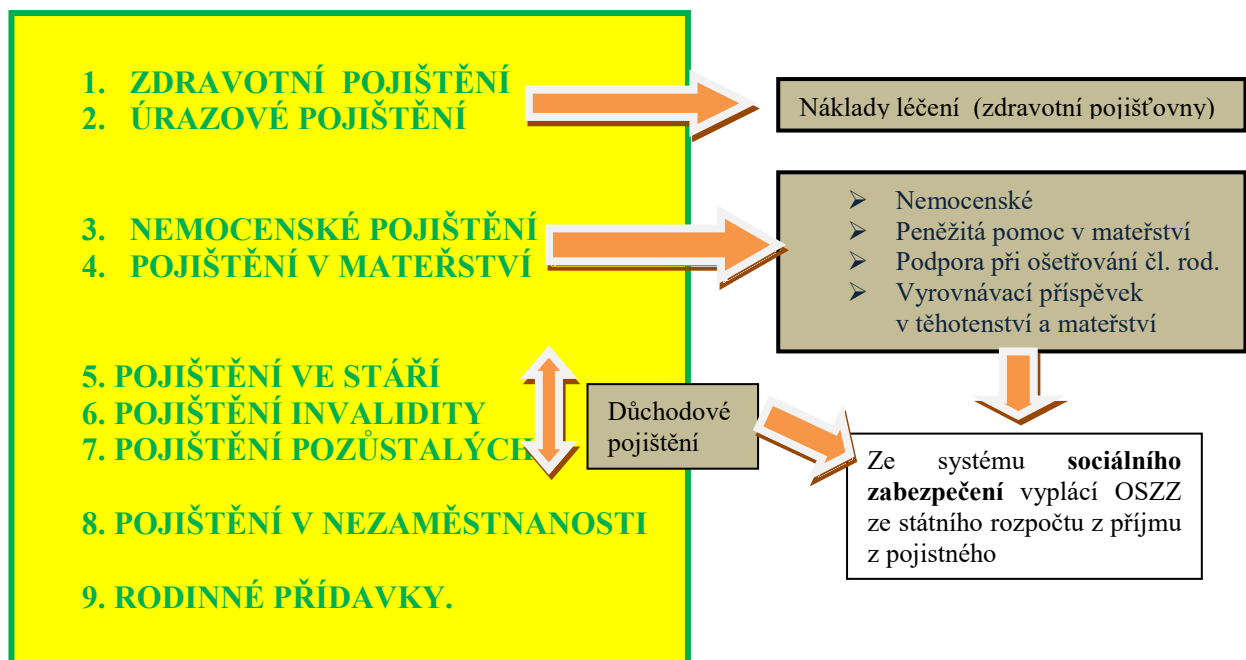 1. ZDRAVOTNÍ POJIŠTĚNÍ
2. ÚRAZOVÉ POJIŠTĚNÍ
Náklady léčení (zdravotní pojišťovny)
3. NEMOCENSKÉ POJIŠTĚNÍ
4. POJIŠTĚNÍ V MATEŘSTVÍ
➢ Nemocenské
➢ Peněžitá pomoc v mateřství
➢ Podpora při ošetřování čl. rod.
➢ Vyrovnávací příspěvek
v těhotenství a mateřství
5. POJIŠTĚNÍ VE STÁŘÍ
6. POJIŠTĚNÍ INVALIDITY
7. POJIŠTĚNÍ POZŮSTALÝCH
Důchodové
pojištění
Ze systému sociálního
zabezpečení vyplácí OSZZ
ze státního rozpočtu z příjmu
z pojistného
8. POJIŠTĚNÍ V NEZAMĚSTNANOSTI
9. RODINNÉ PŘÍDAVKY.